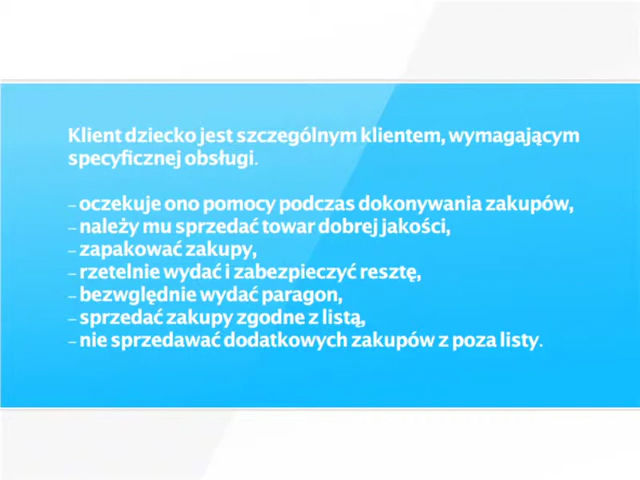 Klient dziecko jest szczególnym klientem, wymagającym
specyficznej obsługi.
– oczekuje ono pomocy podczas dokonywania zakupów,
– należy mu sprzedać towar dobrej jakości,
– zapakować zakupy,
– rzetelnie wydać i zabezpieczyć resztę,
– bezwględnie wydać paragon,
– sprzedać zakupy zgodne z listą,
– nie sprzedawać dodatkowych zakupów z poza listy.